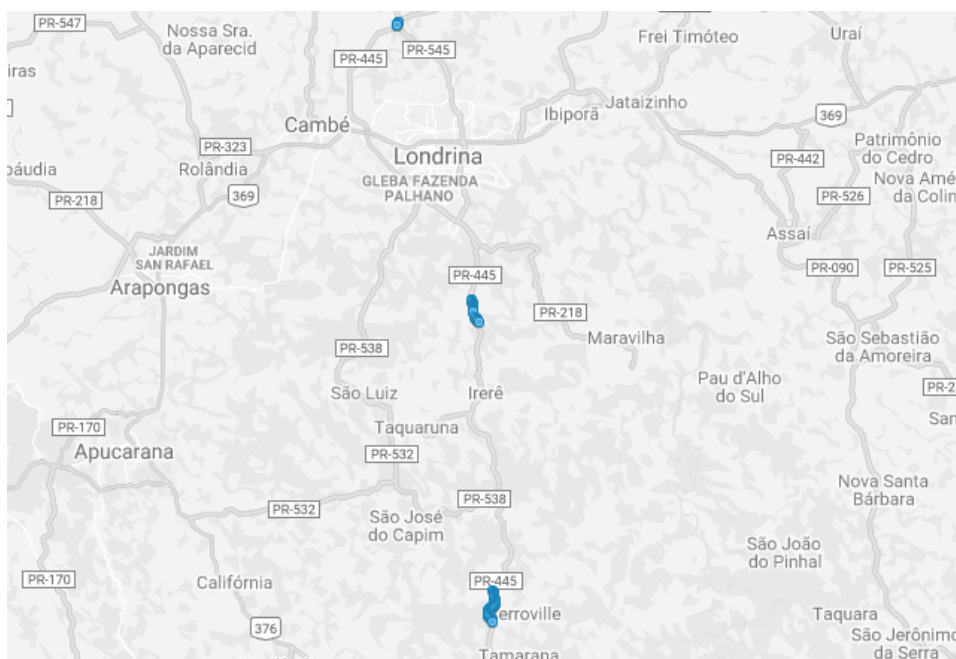 PR-547
Nossa Sra.
da Aparecid
PR-545
PR-445
Frei Timóteo
Uraí
iras
Cambé
Ibiporã
Jataizinho
369
PR-323
Londrina
Patrimônio
do Cedro
páudia
Rolândia
GLEBA FAZENDA
PALHANO
PR-442
Nova Amé
da Colin
PR-218
369
PR-526
Assaí
JARDIM
SAN RAFAEL
Arapongas
PR-445
PR-090
PR-525
PR-218
Maravilha
São Sebastião
da Amoreira
PR-538
Pau d'Alho
do Sul
PR-2
São Luiz
Irerê
San
PR-170
Taquaruna
Apucarana
PR-532
Nova Santa
Bárbara
PR-532
PR-538
São José
do Capim
São João
do Pinhal
PR-170
Califórnia
PR-445
erroville
Taquara
376
São Jerônimo
da Serra
Tamarana